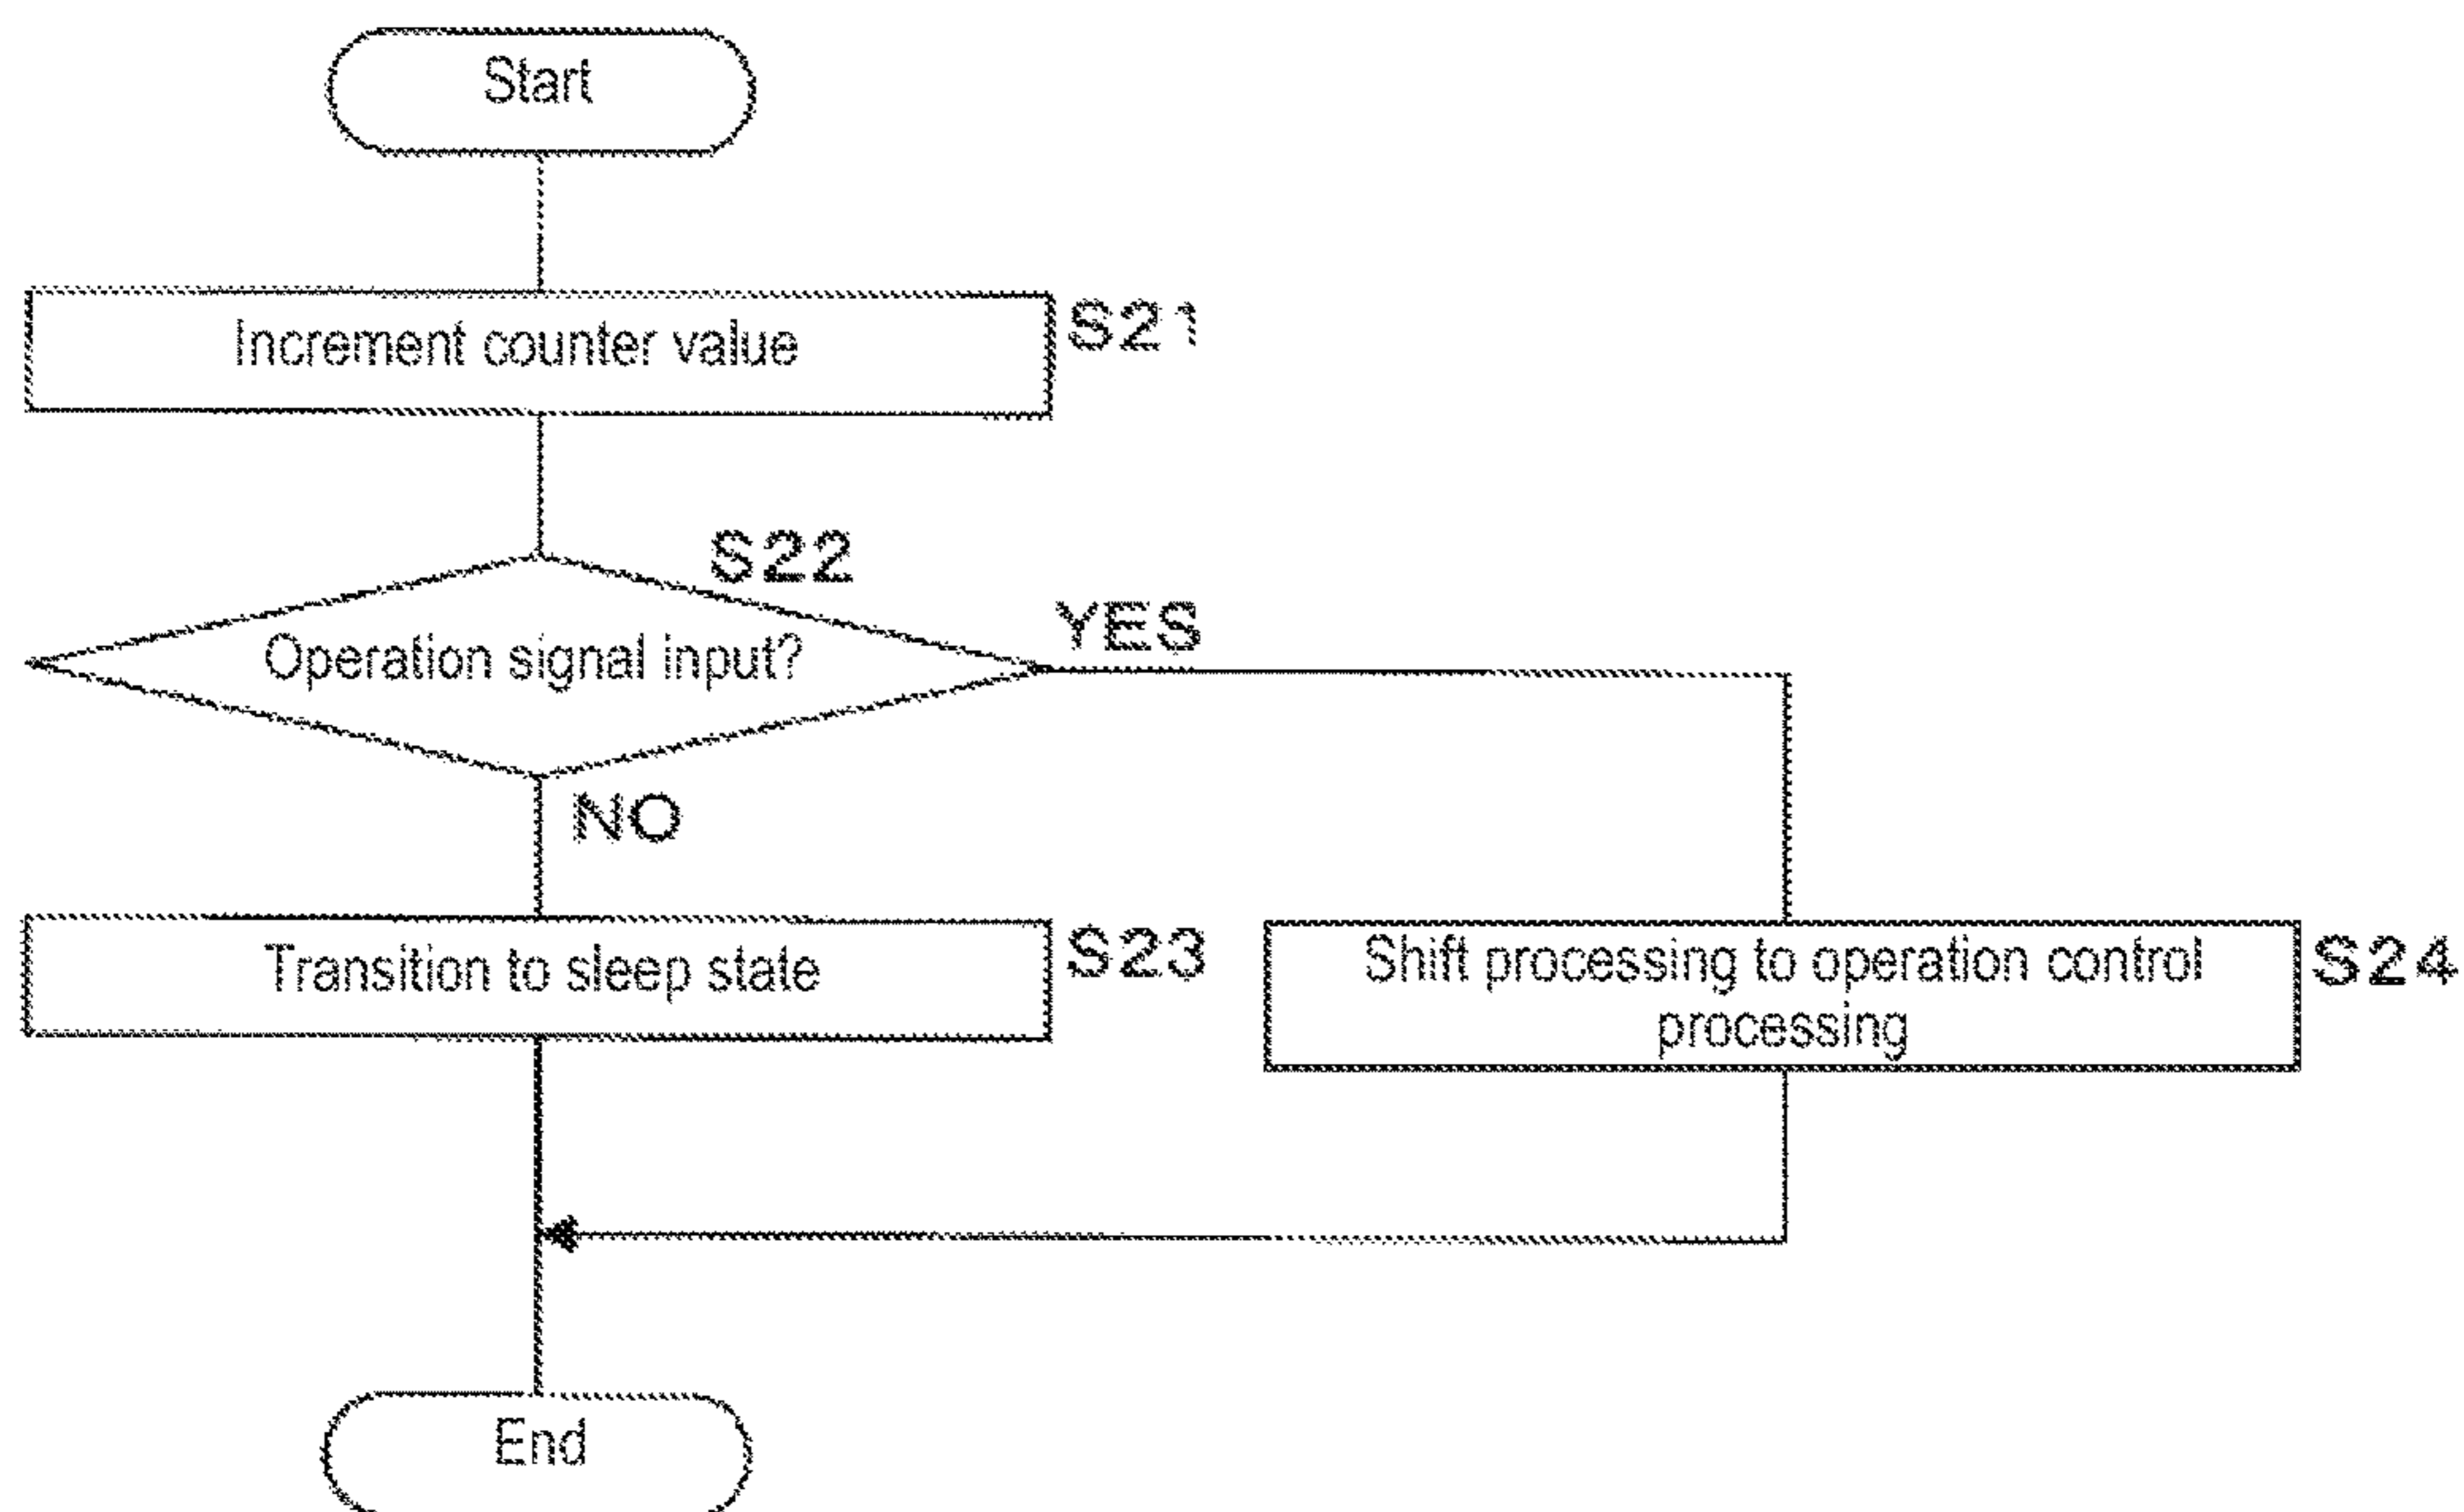 Start
Increment counter value
S21
S22
Operation signal input?
YES
NO
Transition to sleep state
S23
Shift processing to operation control
processing
S24
End